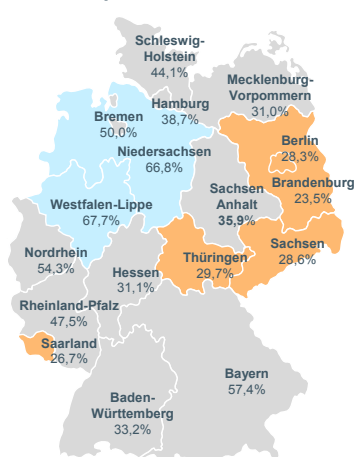 Schleswig-
Holstein
44,1%
Mecklenburg-
Vorpommern
31,0%
Hamburg
38,7%
Bremen
50,0%
Niedersachsen
66,8%
Berlin
28,3%
Brandenburg
23,5%
Sachsen
Anhalt
35,9%
Westfalen-Lippe
67,7%
Nordrhein
54,3%
Hessen
31,1%
Thüringen
29,7%
Sachsen
28,6%
Rheinland-Pfalz
47,5%
Saarland
26,7%
Bayern
57,4%
Baden-
Württemberg
33,2%